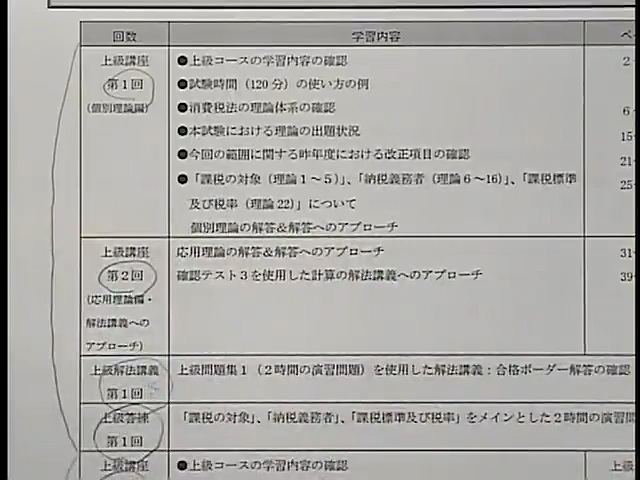 回数 学習内容 ペ
上級講座
第1回
(個別理論編)
●上級コースの学習内容の確認 2
●試験時間(120分)の使い方の例
●消費税法の理論体系の確認 6
●本試験における理論の出題状況 15
●今回の範囲に関する昨年度における改正項目の確認 21
●「課税の対象(理論1~5)」、「納税義務者(理論6~16)」、「課税標準 25
及び税率(理論22)」について
個別理論の解答&解答へのアプローチ
上級講座
第2回
(応用理論編・
解法講義への
アプローチ)
応用理論の解答&解答へのアプローチ 31
確認テスト3を使用した計算の解法講義へのアプローチ 39
上級解法講義
第1回
上級問題集1(2時間の演習問題)を使用した解法講義:合格ボーダー解答の確認
上級答練
第1回
「課税の対象」、「納税義務者」、「課税標準及び税率」をメインとした2時間の演習問
上級講座 ●上級コースの学習内容の確認 上級